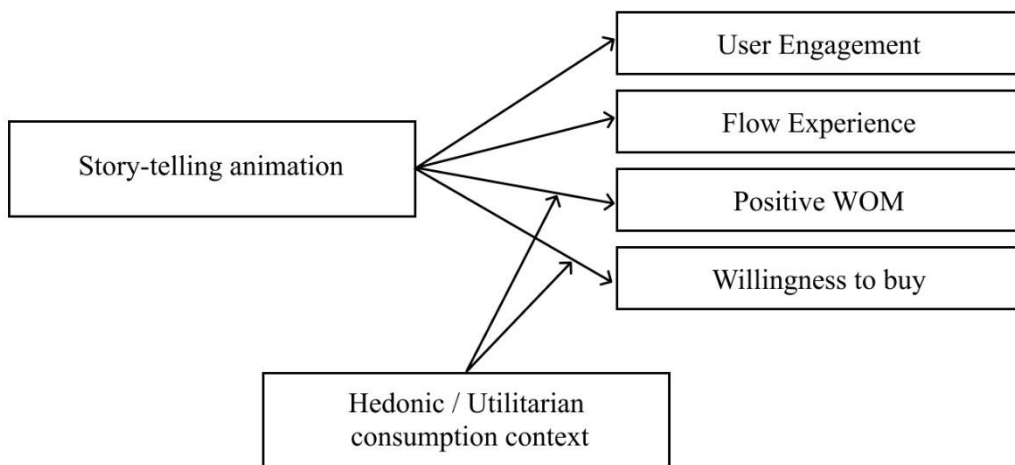 User Engagement
Flow Experience
Story-telling animation
Positive WOM
Willingness to buy
Hedonic / Utilitarian
consumption context